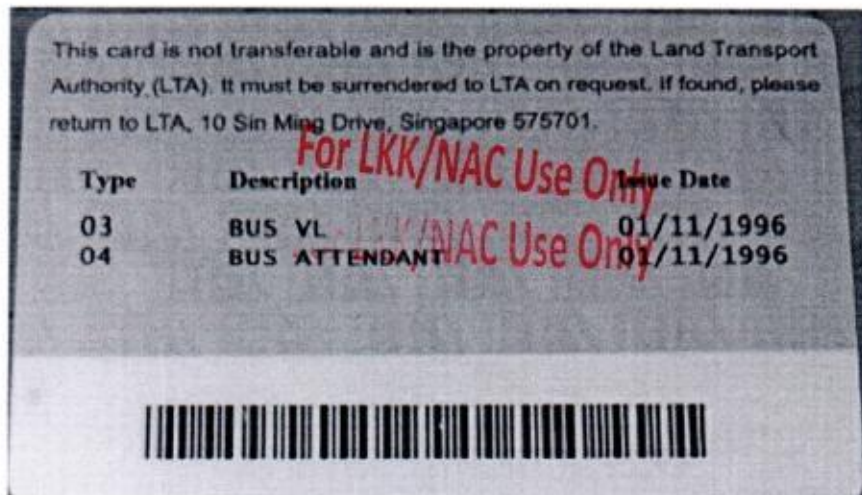 This card is not transferable and is the property of the Land Transport
Authority (LTA). It must be surrendered to LTA on request. If found, please
return to LTA, 10 Sin Ming Drive, Singapore 575701.
For LKK/NAC Use Only
Type Description Issue Date
03 BUS VL 01/11/1996
LKK/NAC Use Only
04 BUS ATTENDANT 01/11/1996